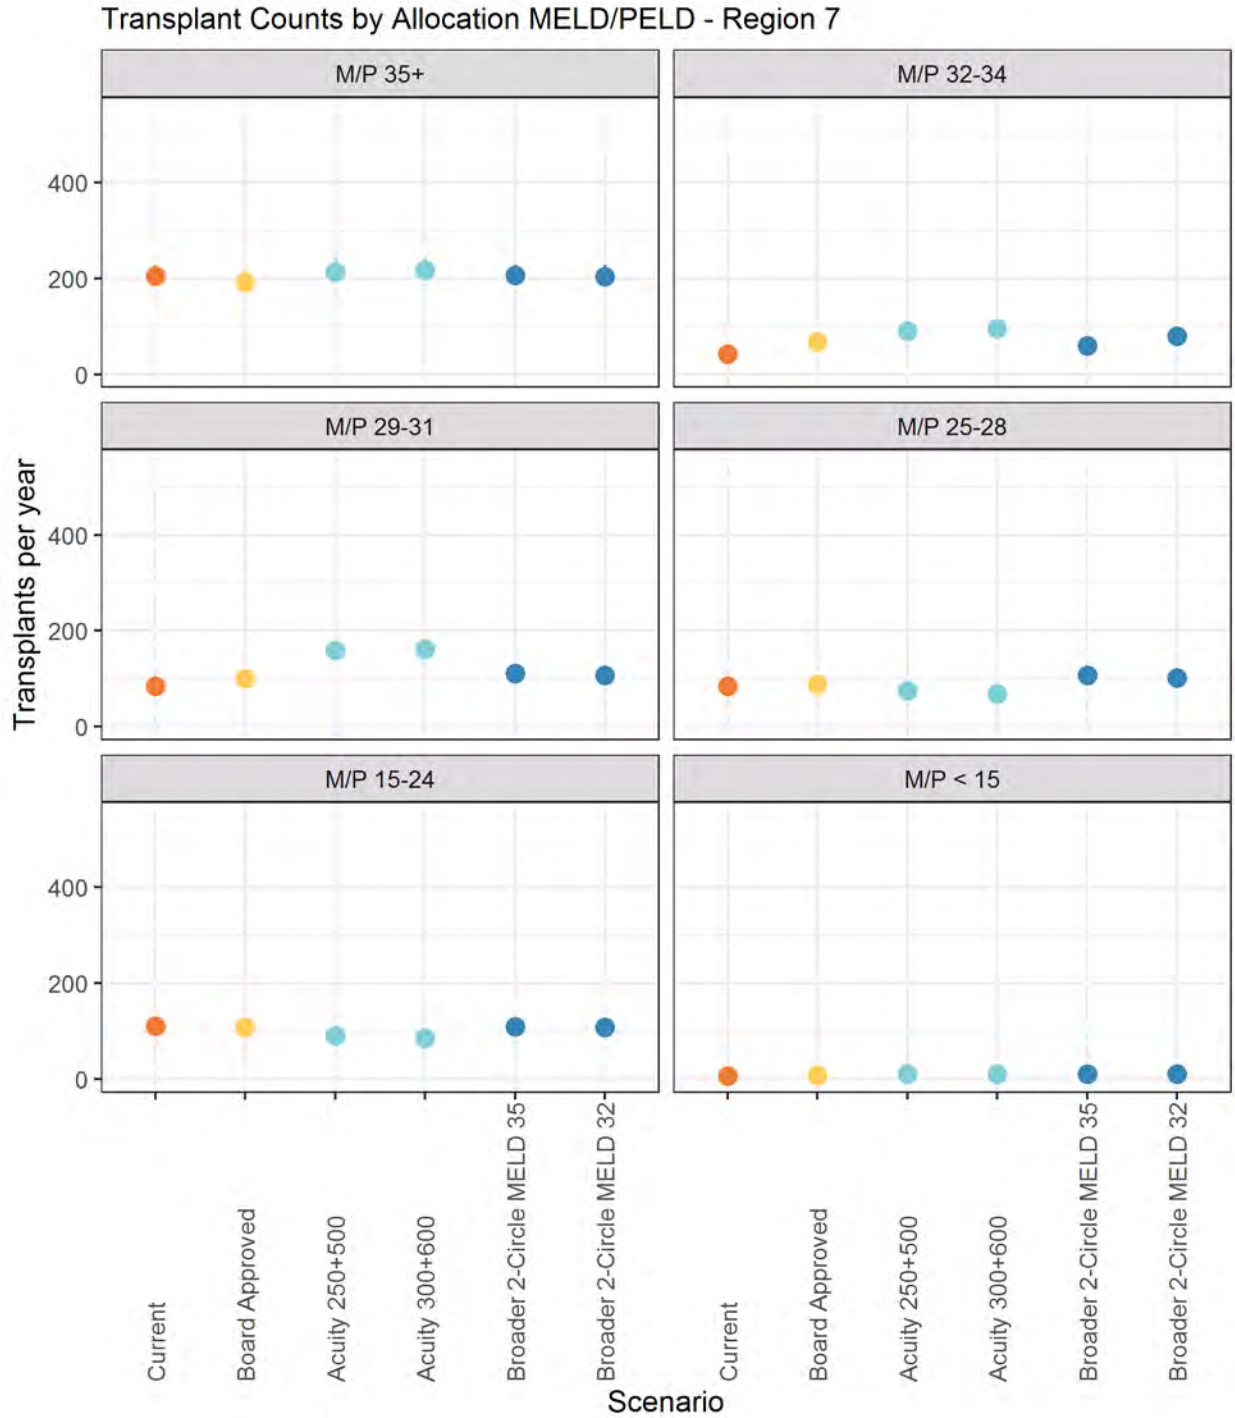 Transplant Counts by Allocation MELD/PELD - Region 7
M/P 35+
M/P 32-34
400
200
0
M/P 29-31
M/P 25-28
400
200
0
M/P 15-24
M/P < 15
400
200
0
Transplants per year
Current
Board Approved
Acuity 250+500
Acuity 300+600
Broader 2-Circle MELD 35
Broader 2-Circle MELD 32
Current
Board Approved
Acuity 250+500
Acuity 300+600
Broader 2-Circle MELD 35
Broader 2-Circle MELD 32
Scenario